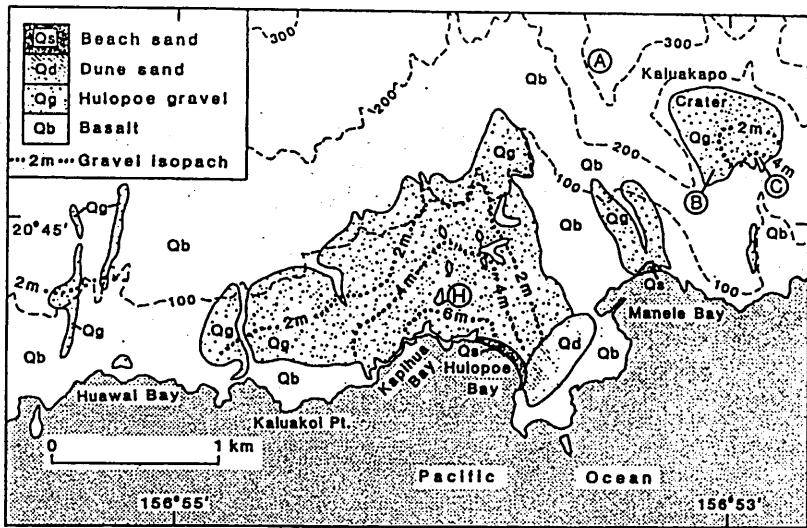 Qs Beach sand
Qd Dune sand
Qg Hulopoe gravel
Qb Basalt
2m Gravel isopach
300
A
300
Kaluakapo
Crater
Qb
200
Qg
2m
4m
Qg
100
Qb
200
B
C
Qg
20°45'
Qb
2m
Qg
Qb
2m
4m
2m
4m
100
100
Qs
H
6m
2m
Qg
Qg
Manele Bay
Qg
Qb
Qb
Kapihua Bay
Qs
Hulopoe Bay
Qd
Qb
Huawai Bay
Kaluakoi Pt.
0 1 km
Pacific Ocean
156°55'
156°53'